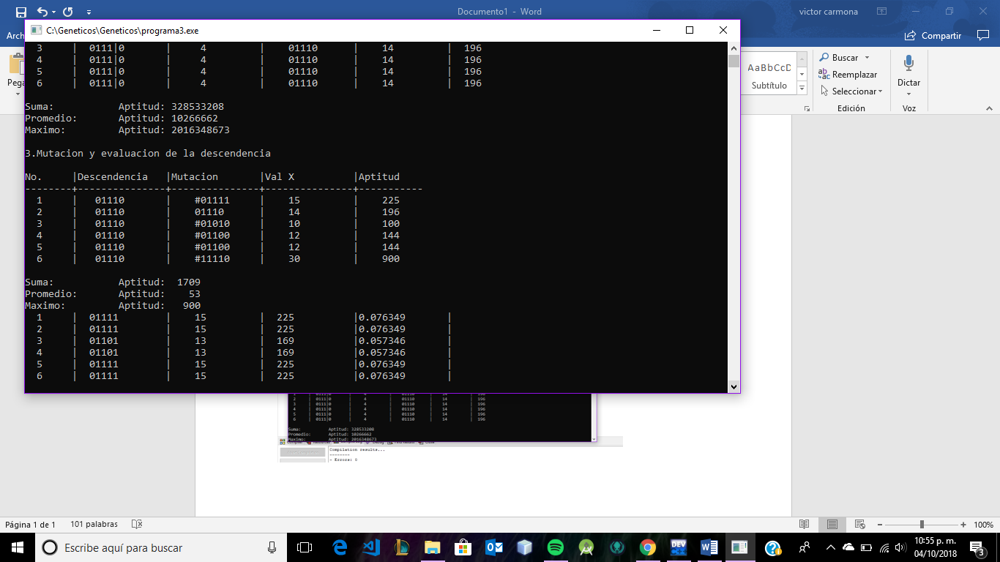 Documento1 - Word
victor carmona
Arch
C:\Geneticos\Geneticos\programa3.exe
Compartir
Pega
AaBbCcD
Subtítulo
Buscar
Reemplazar
Seleccionar
Edición
Dictar
Voz
3 | 0111|0 | 4 | 01110 | 14 | 196
4 | 0111|0 | 4 | 01110 | 14 | 196
5 | 0111|0 | 4 | 01110 | 14 | 196
6 | 0111|0 | 4 | 01110 | 14 | 196
Suma: Aptitud: 328533208
Promedio: Aptitud: 10266662
Maximo: Aptitud: 2016348673
3.Mutacion y evaluacion de la descendencia
No. |Descendencia |Mutacion |Val X |Aptitud
--------+---------------+---------------+---------------+-----------
1 | 01110 | #01111 | 15 | 225
2 | 01110 | 01110 | 14 | 196
3 | 01110 | #01010 | 10 | 100
4 | 01110 | #01100 | 12 | 144
5 | 01110 | #01100 | 12 | 144
6 | 01110 | #11110 | 30 | 900
Suma: Aptitud: 1709
Promedio: Aptitud: 53
Maximo: Aptitud: 900
1 | 01111 | 15 | 225 |0.076349 |
2 | 01111 | 15 | 225 |0.076349 |
3 | 01101 | 13 | 169 |0.057346 |
4 | 01101 | 13 | 169 |0.057346 |
5 | 01111 | 15 | 225 |0.076349 |
6 | 01111 | 15 | 225 |0.076349 |
2 | 0111|0 | 4 | 01110 | 14 | 196
3 | 0111|0 | 4 | 01110 | 14 | 196
4 | 0111|0 | 4 | 01110 | 14 | 196
5 | 0111|0 | 4 | 01110 | 14 | 196
6 | 0111|0 | 4 | 01110 | 14 | 196
Suma: Aptitud: 328533208
Promedio: Aptitud: 10266662
Maximo: Aptitud: 2016348673
Compilation results...
--------
- Errors: 0
Página 1 de 1
101 palabras
100%
Escribe aquí para buscar
DEV
10:55 p. m.
04/10/2018
3